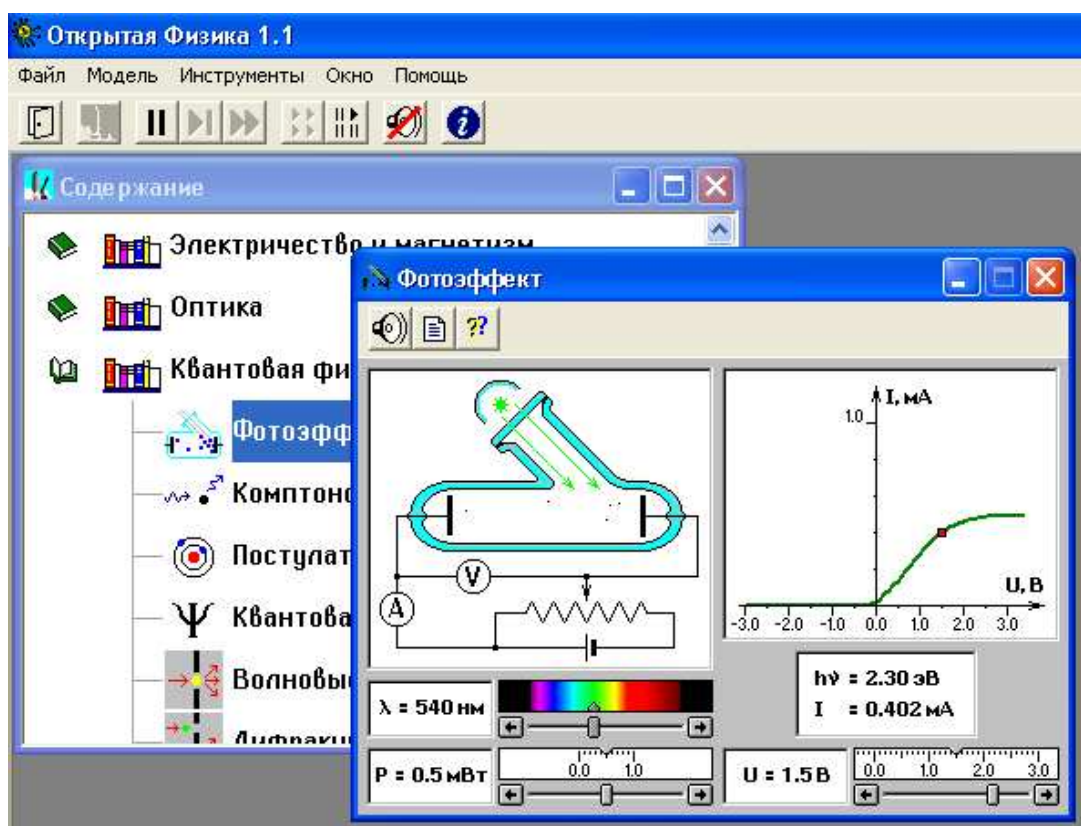 Открытая Физика 1.1
Файл Модель Инструменты Окно Помощь
Содержание
Электричество и магнетизм
Оптика
Квантовая фи
Фотоэфф
Комптоно
Постулат
Квантова
Волновы
Дифракци
Фотоэффект
??
V
A
I, мА
1.0
U, В
-3.0 -2.0 -1.0 0.0 1.0 2.0 3.0
λ = 540 нм
hν = 2.30 эВ
I = 0.402 мА
P = 0.5 мВт
0.0 1.0
U = 1.5 В
0.0 1.0 2.0 3.0